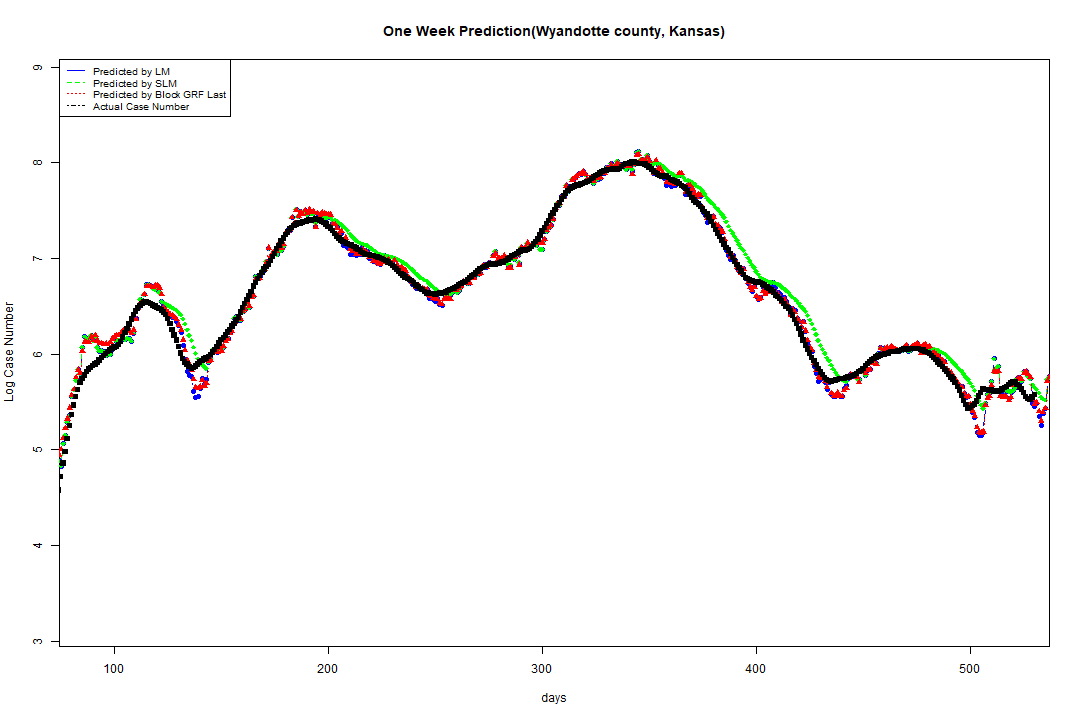 One Week Prediction(Wyandotte county, Kansas)
Predicted by LM
Predicted by SLM
Predicted by Block GRF Last
Actual Case Number
9
8
7
6
5
4
3
Log Case Number
100 200 300 400 500
days